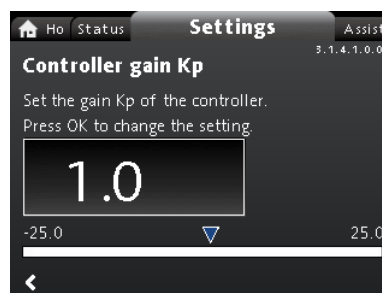 Ho Status Settings Assist
3.1.4.1.0.0
Controller gain Kp
Set the gain Kp of the controller.
Press OK to change the setting.
1.0
-25.0 25.0